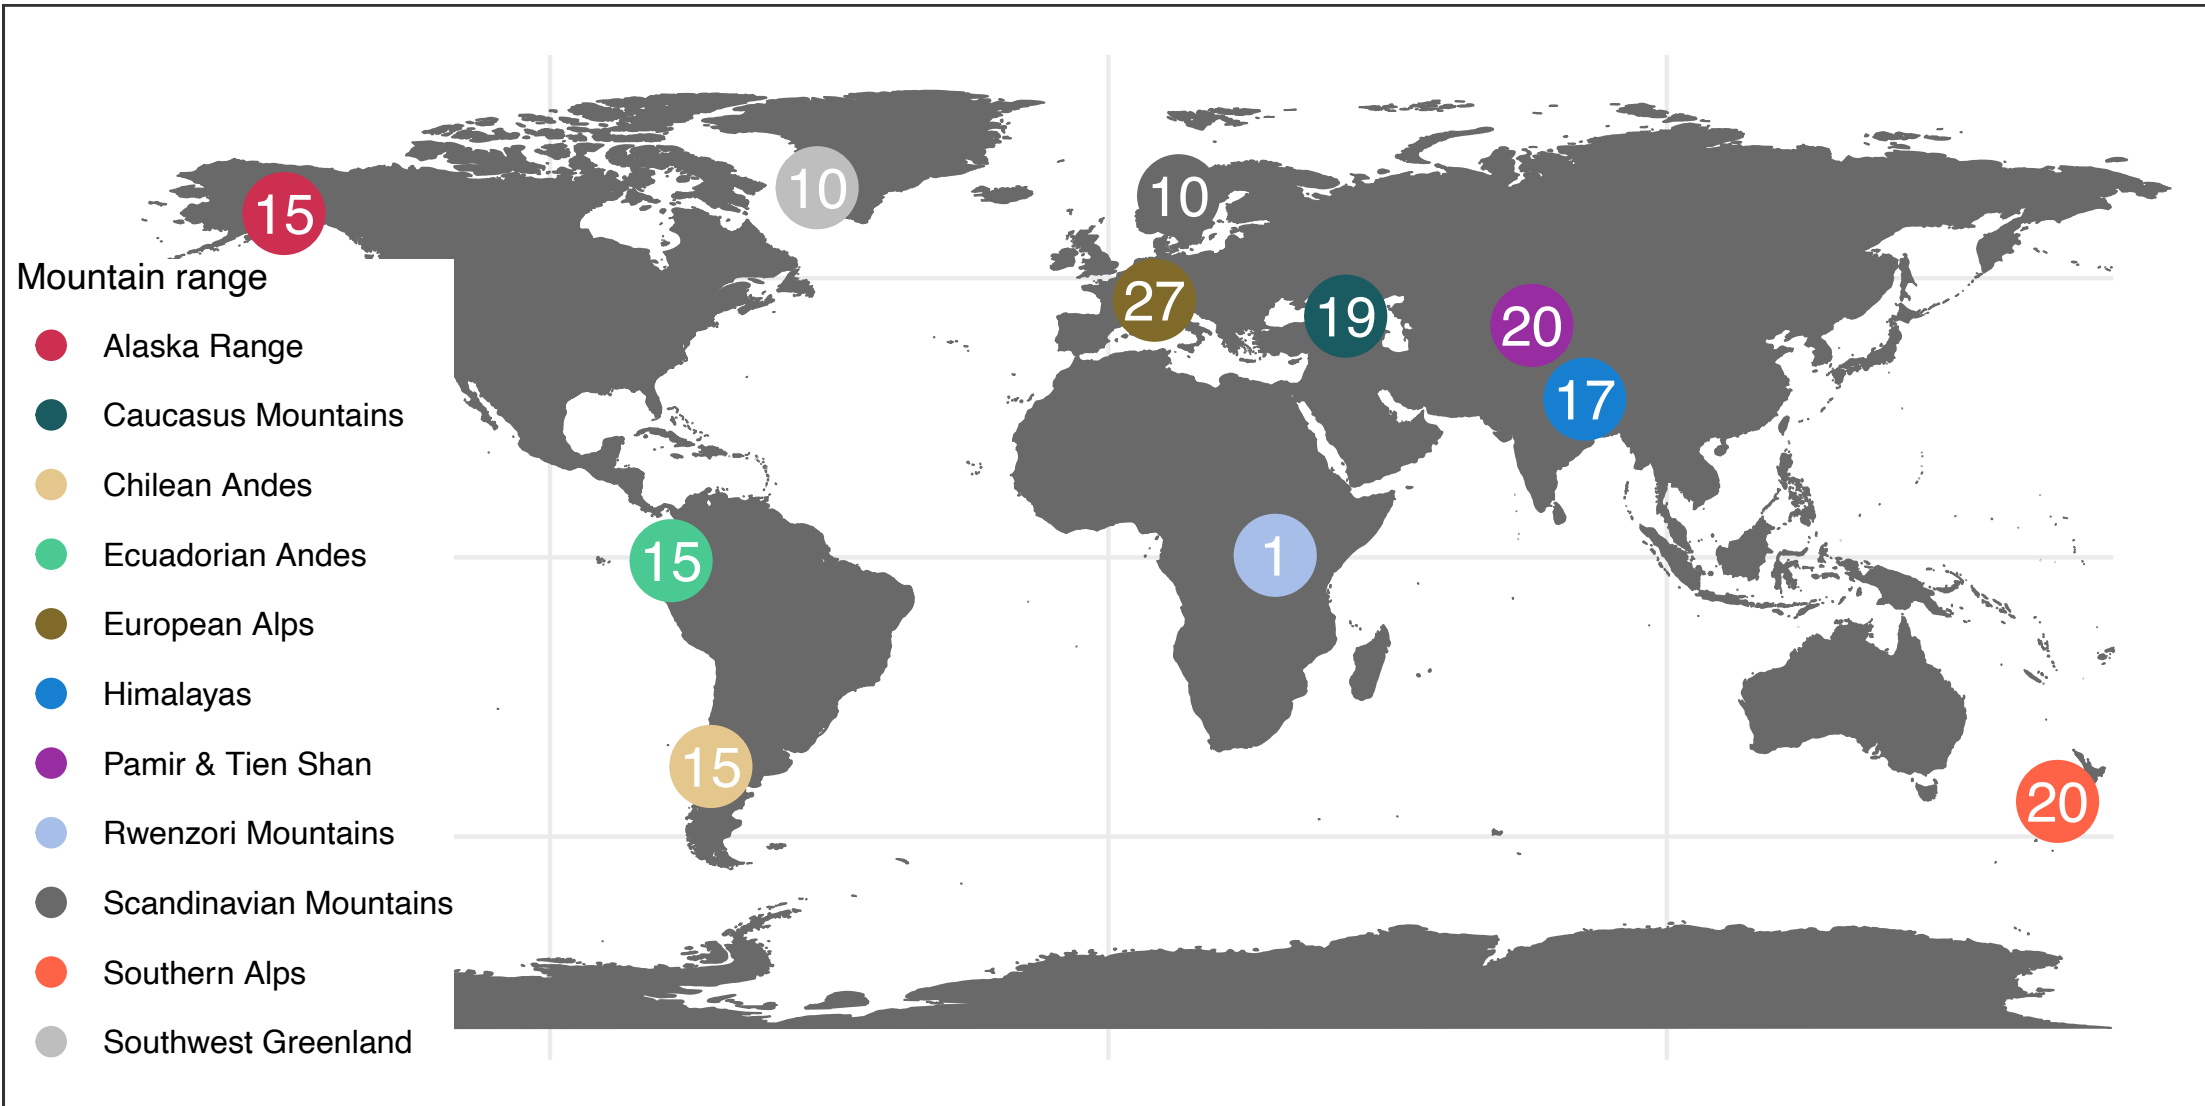 10
10
15
27
19
20
17
15
1
15
20
Mountain range
Alaska Range
Caucasus Mountains
Chilean Andes
Ecuadorian Andes
European Alps
Himalayas
Pamir & Tien Shan
Rwenzori Mountains
Scandinavian Mountains
Southern Alps
Southwest Greenland